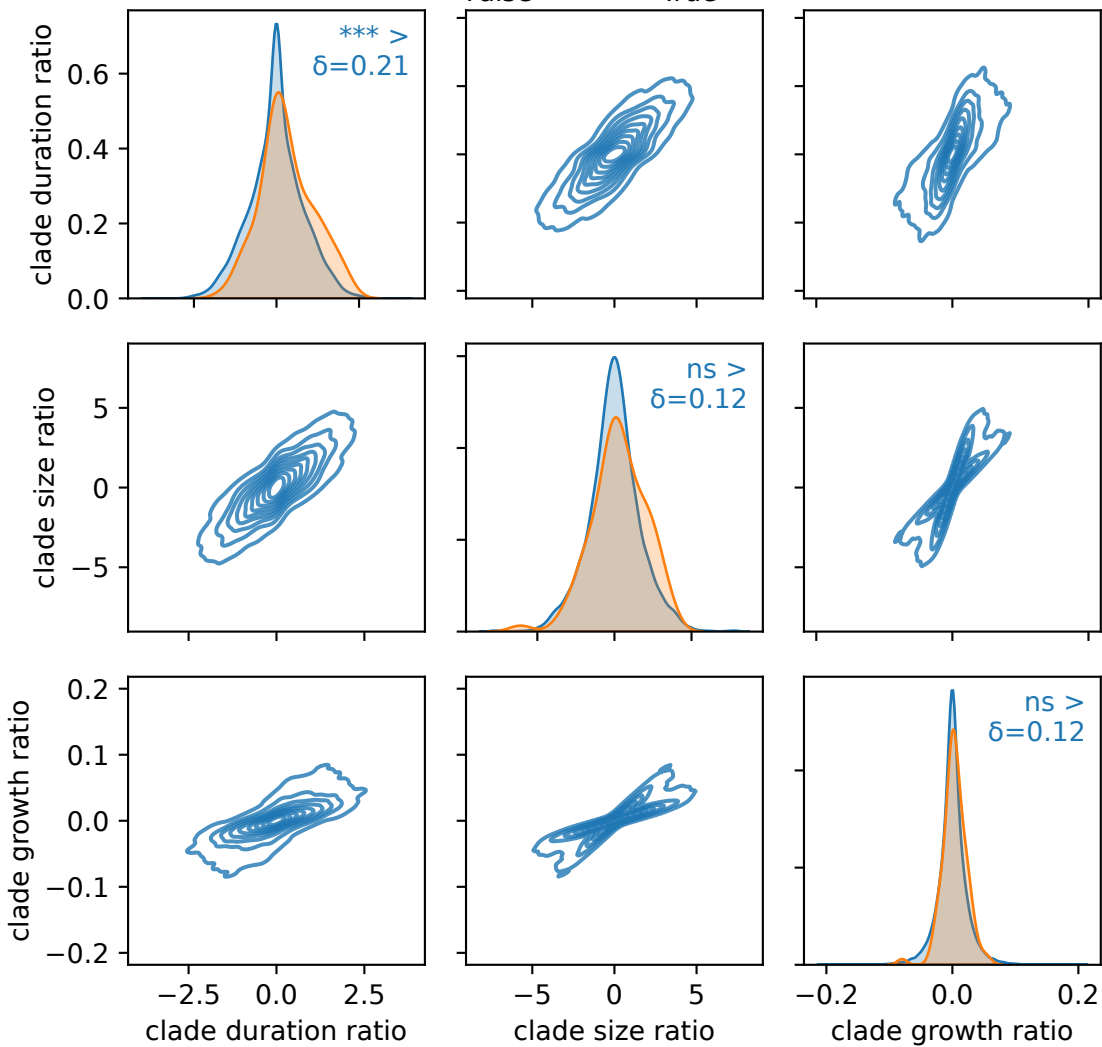 clade duration ratio
0.6
0.4
0.2
0.0
*** >
δ=0.21
clade size ratio
5
0
−5
ns >
δ=0.12
clade growth ratio
0.2
0.1
0.0
−0.1
−0.2
ns >
δ=0.12
−2.5 0.0 2.5
−5 0 5
−0.2 0.0 0.2
clade duration ratio
clade size ratio
clade growth ratio